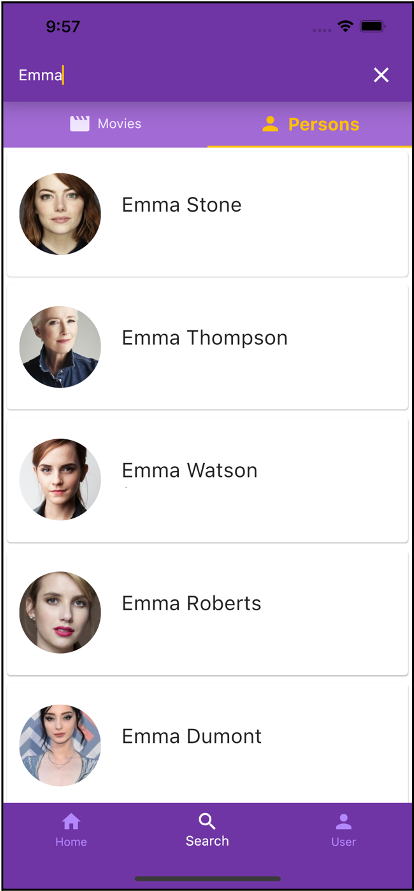 9:57
Emma
Movies
Persons
Emma Stone
Emma Thompson
Emma Watson
Emma Roberts
Emma Dumont
Home
Search
User